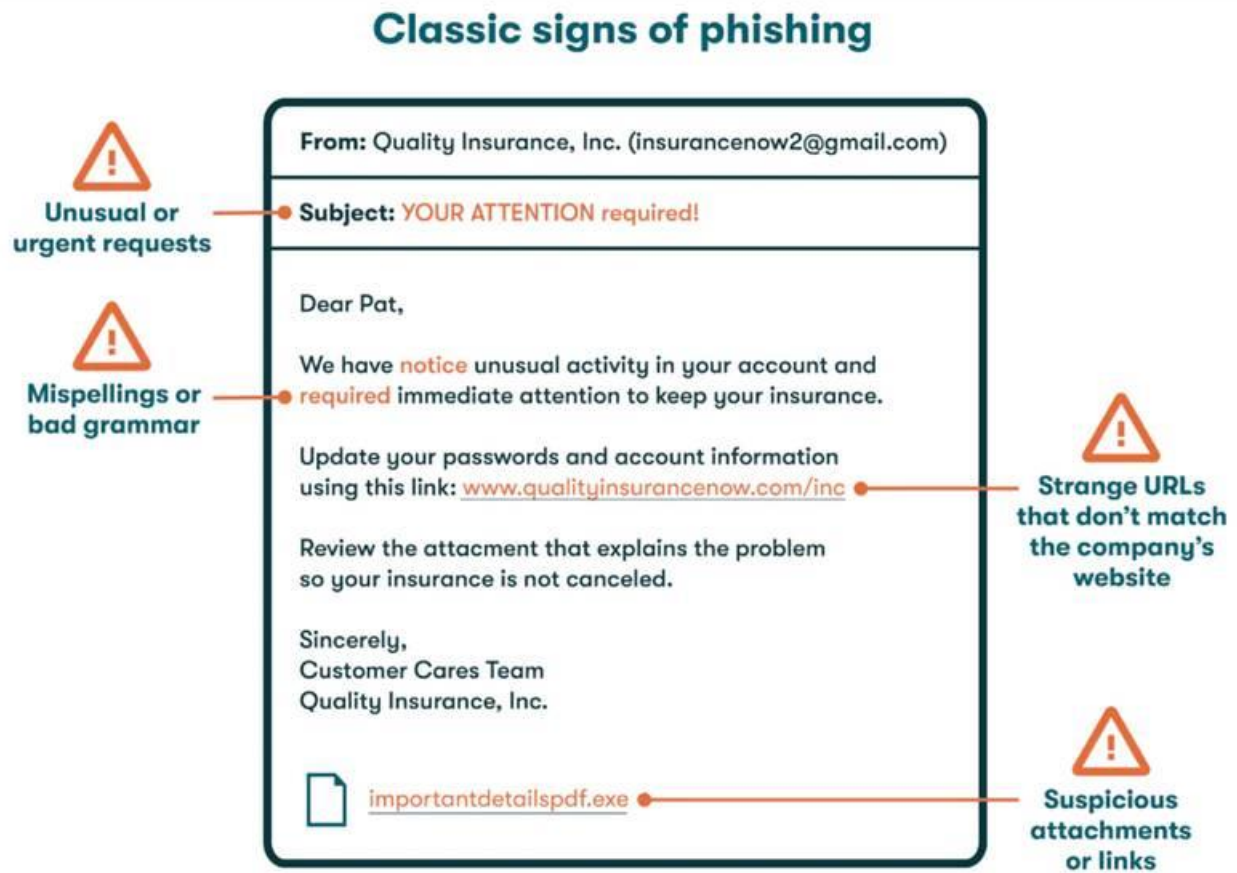 Classic signs of phishing
From: Quality Insurance, Inc. (insurancenow2@gmail.com)
Unusual or
urgent requests
Subject: YOUR ATTENTION required!
Dear Pat,
We have notice unusual activity in your account and
required immediate attention to keep your insurance.
Mispellings or
bad grammar
Update your passwords and account information
using this link: www.qualityinsurancenow.com/inc
Strange URLs
that don't match
the company's
website
Review the attacment that explains the problem
so your insurance is not canceled.
Sincerely,
Customer Cares Team
Quality Insurance, Inc.
importantdetailspdf.exe
Suspicious
attachments
or links